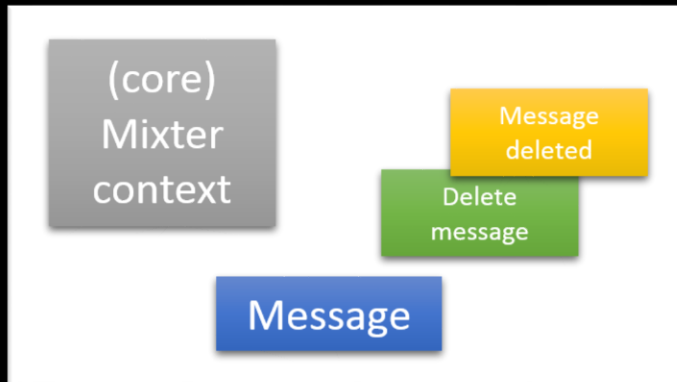 (core)
Mixter
context
Message
deleted
Delete
message
Message